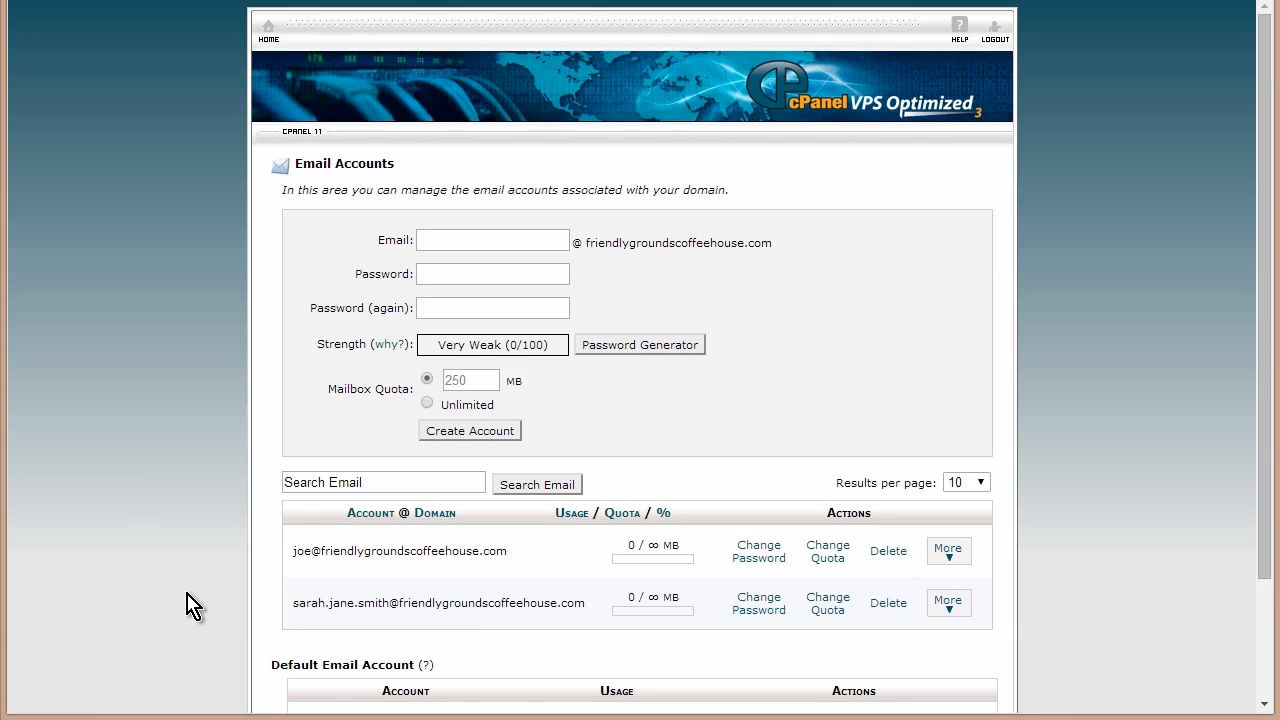 HOME
HELP
LOGOUT
cPanel VPS Optimized 3
CPANEL 11
Email Accounts
In this area you can manage the email accounts associated with your domain.
Email: @ friendlygroundscoffeehouse.com
Password:
Password (again):
Strength (why?): Very Weak (0/100) Password Generator
Mailbox Quota: 250 MB
Unlimited
Create Account
Search Email Search Email Results per page: 10
Account @ Domain Usage / Quota / % Actions
joe@friendlygroundscoffeehouse.com 0 / ∞ MB Change Password Change Quota Delete More
sarah.jane.smith@friendlygroundscoffeehouse.com 0 / ∞ MB Change Password Change Quota Delete More
Default Email Account (?)
Account Usage Actions